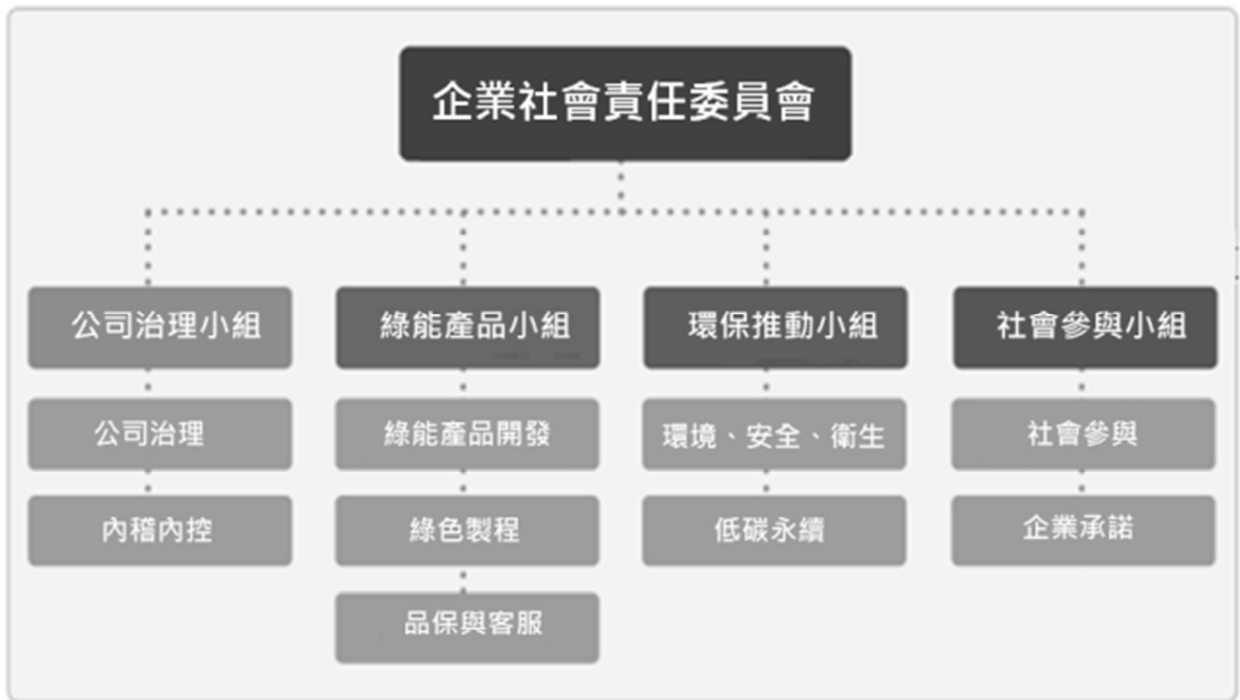 企業社會責任委員會
公司治理小組
公司治理
內稽內控
綠能產品小組
綠能產品開發
綠色製程
品保與客服
環保推動小組
環境、安全、衛生
低碳永續
社會參與小組
社會參與
企業承諾